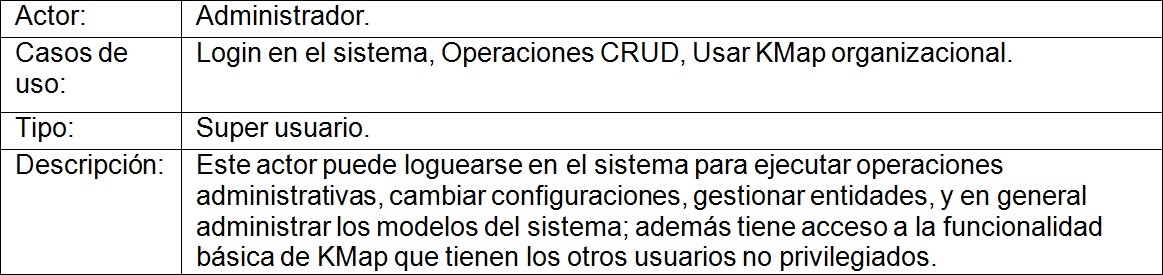 Actor: Administrador.
Casos de uso: Login en el sistema, Operaciones CRUD, Usar KMap organizacional.
Tipo: Super usuario.
Descripción: Este actor puede loguearse en el sistema para ejecutar operaciones
administrativas, cambiar configuraciones, gestionar entidades, y en general
administrar los modelos del sistema; además tiene acceso a la funcionalidad
básica de KMap que tienen los otros usuarios no privilegiados.